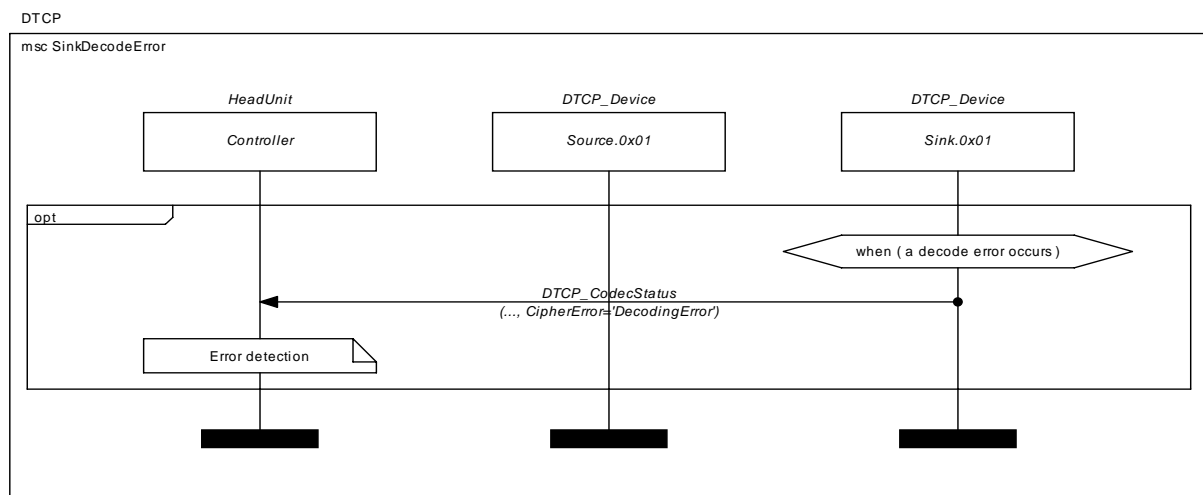 DTCP
msc SinkDecodeError
HeadUnit
DTCP_Device
DTCP_Device
Controller
Source.0x01
Sink.0x01
opt
when ( a decode error occurs )
DTCP_CodecStatus
(..., CipherError='DecodingError')
Error detection